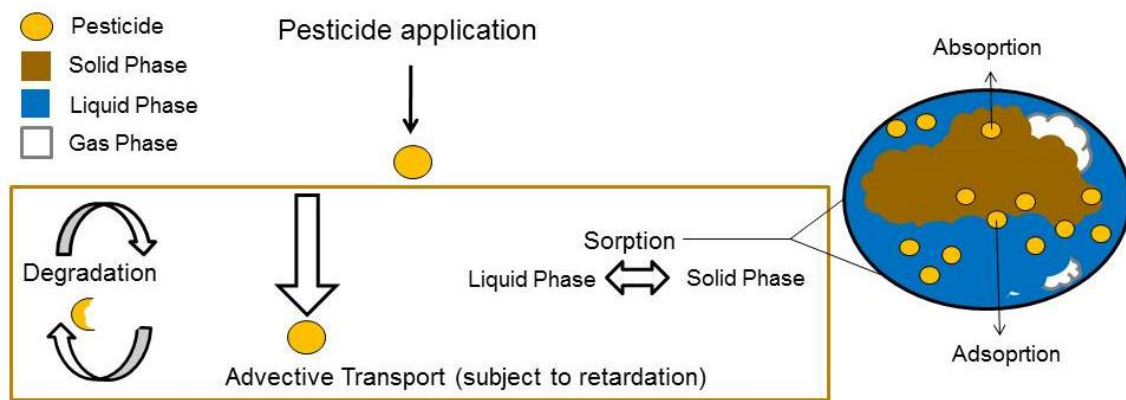 Pesticide
Solid Phase
Liquid Phase
Gas Phase
Pesticide application
Absoprtion
Degradation
Sorption
Liquid Phase
Solid Phase
Advective Transport (subject to retardation)
Adsoprtion